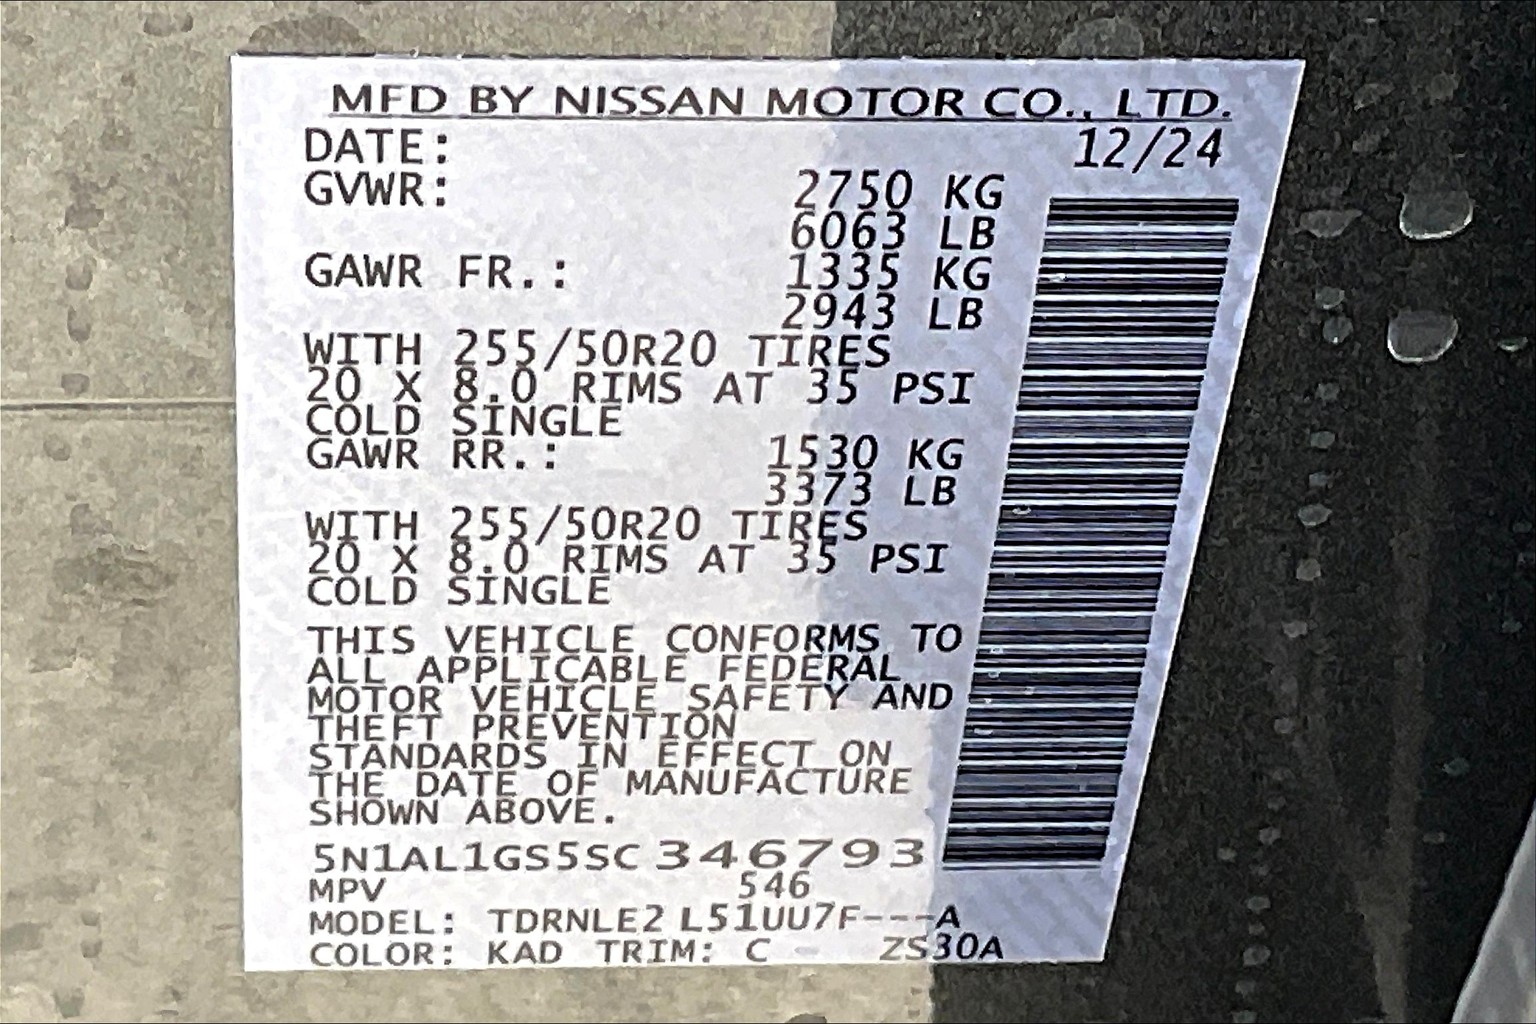 MFD BY NISSAN MOTOR CO., LTD.
DATE: 12/24
GVWR: 2750 KG
6063 LB
GAWR FR.: 1335 KG
2943 LB
WITH 255/50R20 TIRES
20 X 8.0 RIMS AT 35 PSI
COLD SINGLE
GAWR RR.: 1530 KG
3373 LB
WITH 255/50R20 TIRES
20 X 8.0 RIMS AT 35 PSI
COLD SINGLE
THIS VEHICLE CONFORMS TO
ALL APPLICABLE FEDERAL
MOTOR VEHICLE SAFETY AND
THEFT PREVENTION
STANDARDS IN EFFECT ON
THE DATE OF MANUFACTURE
SHOWN ABOVE.
5N1AL1GS5SC346793
MPV 546
MODEL: TDRNLE2 L51UU7F---A
COLOR: KAD TRIM: C - ZS30A